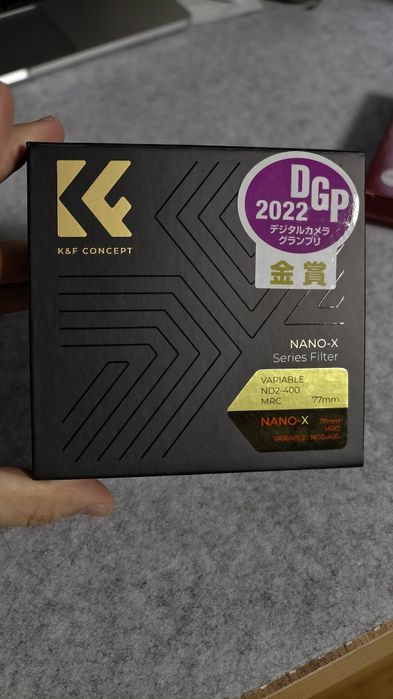 K&F CONCEPT
DGP
2022
デジタルカメラ
グランプリ
金賞
NANO-X
Series Filter
VARIABLE
ND2-400
MRC 77mm
NANO-X 77mm
MRC
VARIABLE ND2-400